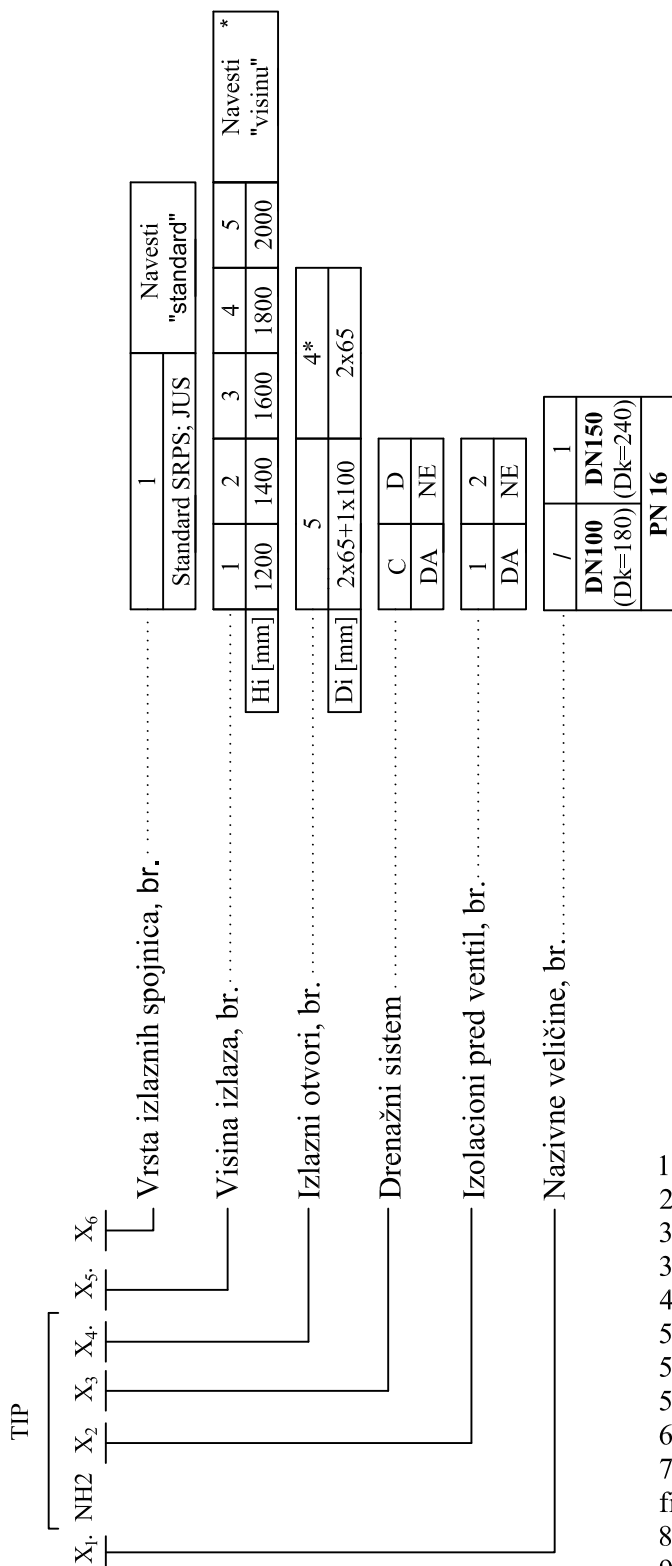 TIP
X1. NH2 X2 X3 X4. X5. X6
Vrsta izlaznih spojnica, br.
1 Navesti "standard"
Standard SRPS; JUS
Visina izlaza, br.
1 2 3 4 5 Navesti "visinu" *
Hi [mm] 1200 1400 1600 1800 2000
Izlazni otvori, br.
5 4*
Di [mm] 2x65+1x100 2x65
Drenažni sistem
C D
DA NE
Izolacioni pred ventil, br.
1 2
DA NE
Nazivne veličine, br.
/ 1
DN100 DN150
(Dk=180) (Dk=240)
PN 16
1
2
3
3
4
5
5
5
6
7
fi
8